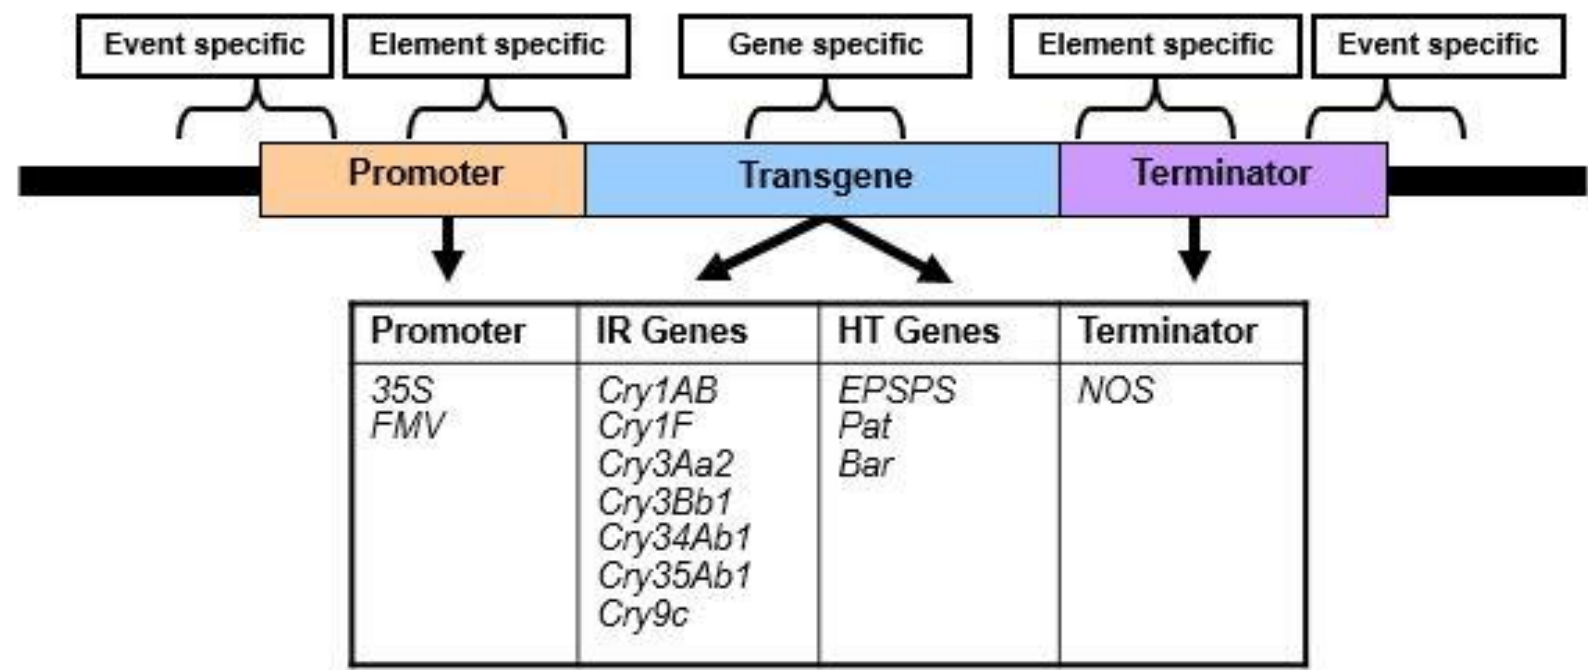 Event specific
Element specific
Gene specific
Element specific
Event specific
Promoter
Transgene
Terminator
Promoter
IR Genes
HT Genes
Terminator
35S
FMV
Cry1AB
Cry1F
Cry3Aa2
Cry3Bb1
Cry34Ab1
Cry35Ab1
Cry9c
EPSPS
Pat
Bar
NOS